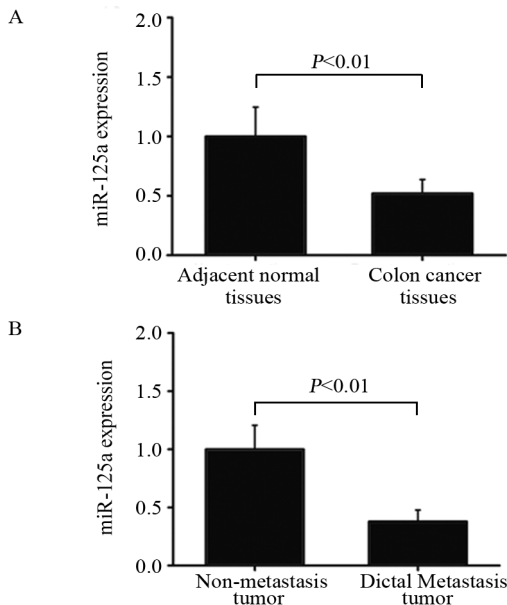 A
2.0
1.5
1.0
0.5
0.0
miR-125a expression
P<0.01
Adjacent normal
tissues
Colon cancer
tissues
B
2.0
1.5
1.0
0.5
0.0
miR-125a expression
P<0.01
Non-metastasis
tumor
Dictal Metastasis
tumor